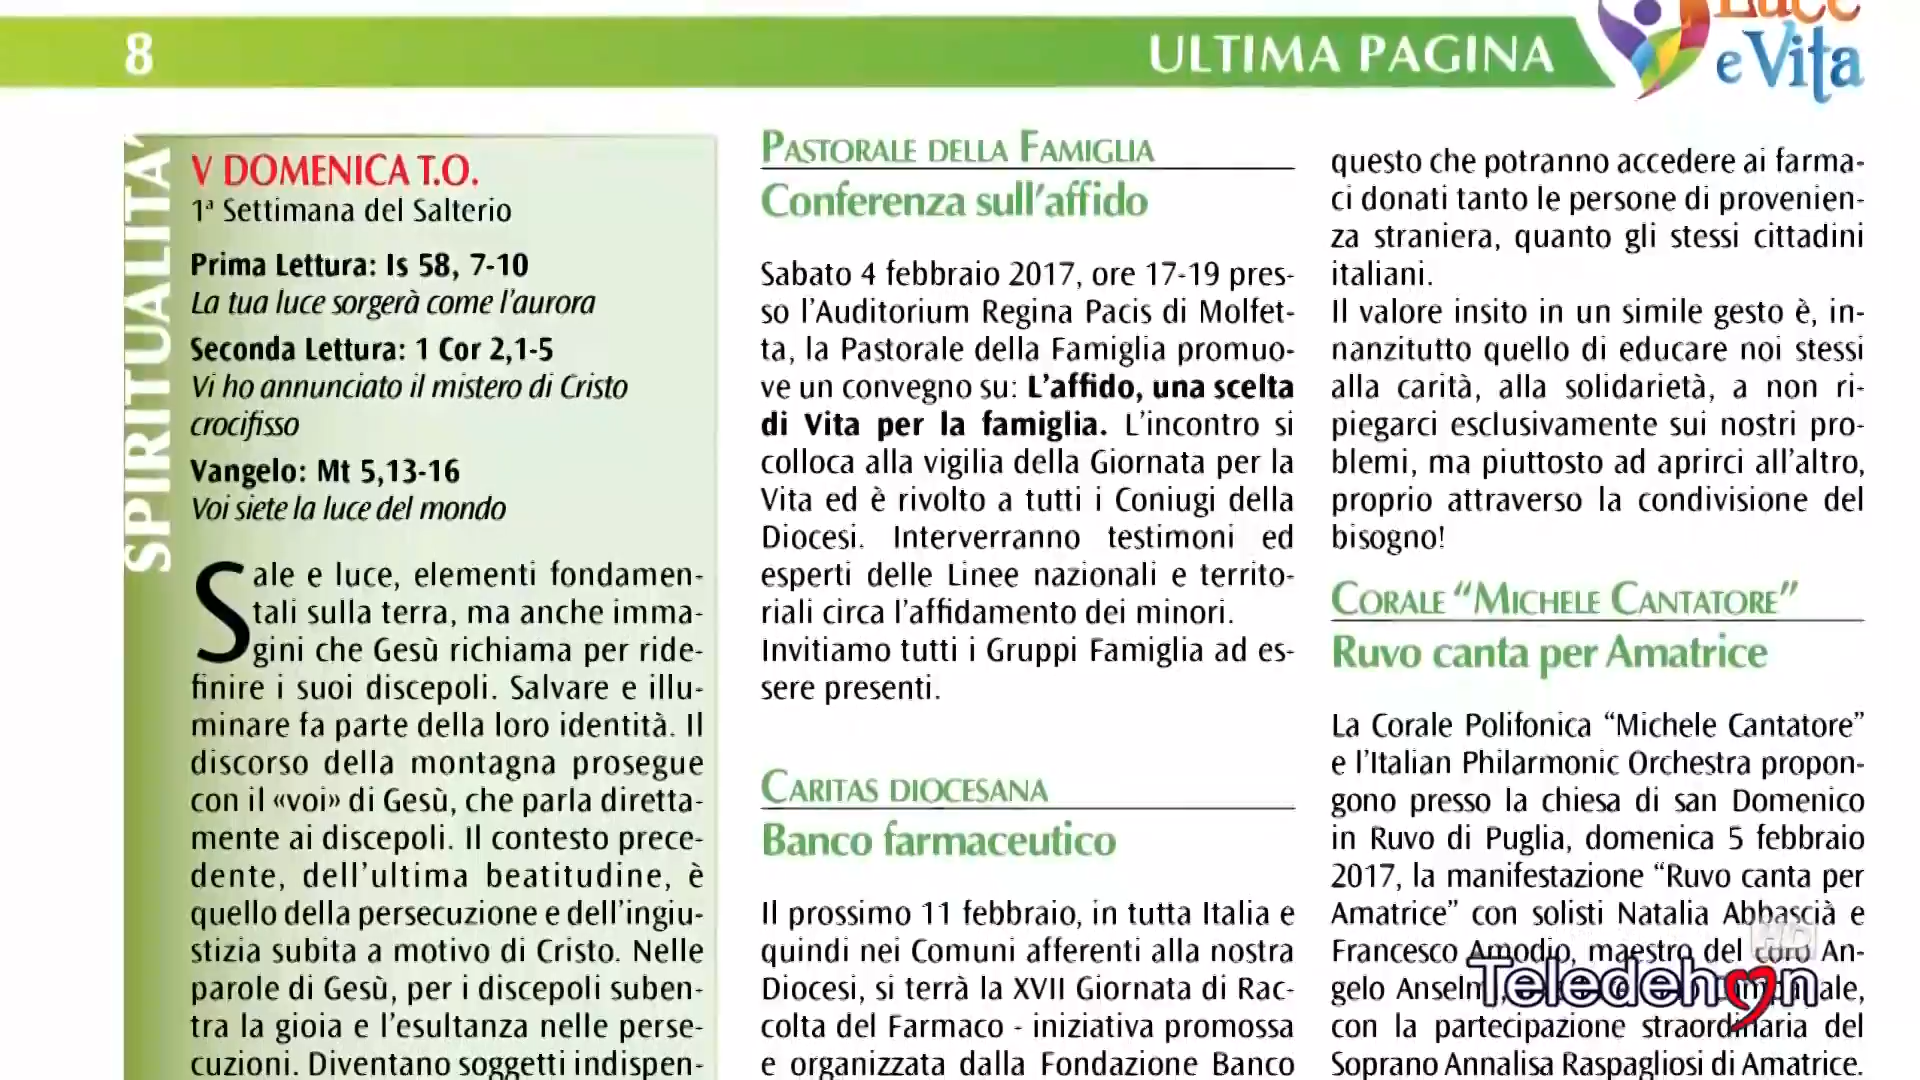 8
ULTIMA PAGINA
Luce
e Vita
SPIRITUALITA'
V DOMENICA T.O.
1ª Settimana del Salterio
Prima Lettura: Is 58, 7-10
La tua luce sorgerà come l'aurora
Seconda Lettura: 1 Cor 2,1-5
Vi ho annunciato il mistero di Cristo
crocifisso
Vangelo: Mt 5,13-16
Voi siete la luce del mondo
Sale e luce, elementi fondamen-
tali sulla terra, ma anche imma-
gini che Gesù richiama per ride-
finire i suoi discepoli. Salvare e illu-
minare fa parte della loro identità. Il
discorso della montagna prosegue
con il «voi» di Gesù, che parla diretta-
mente ai discepoli. Il contesto prece-
dente, dell'ultima beatitudine, è
quello della persecuzione e dell'ingiu-
stizia subita a motivo di Cristo. Nelle
parole di Gesù, per i discepoli suben-
tra la gioia e l'esultanza nelle perse-
cuzioni. Diventano soggetti indispen-
PASTORALE DELLA FAMIGLIA
Conferenza sull'affido
Sabato 4 febbraio 2017, ore 17-19 pres-
so l'Auditorium Regina Pacis di Molfet-
ta, la Pastorale della Famiglia promuo-
ve un convegno su: L'affido, una scelta
di Vita per la famiglia. L'incontro si
colloca alla vigilia della Giornata per la
Vita ed è rivolto a tutti i Coniugi della
Diocesi. Interverranno testimoni ed
esperti delle Linee nazionali e territo-
riali circa l'affidamento dei minori.
Invitiamo tutti i Gruppi Famiglia ad es-
sere presenti.
CARITAS DIOCESANA
Banco farmaceutico
Il prossimo 11 febbraio, in tutta Italia e
quindi nei Comuni afferenti alla nostra
Diocesi, si terrà la XVII Giornata di Rac-
colta del Farmaco - iniziativa promossa
e organizzata dalla Fondazione Banco
questo che potranno accedere ai farma-
ci donati tanto le persone di provenien-
za straniera, quanto gli stessi cittadini
italiani.
Il valore insito in un simile gesto è, in-
nanzitutto quello di educare noi stessi
alla carità, alla solidarietà, a non ri-
piegarci esclusivamente sui nostri pro-
blemi, ma piuttosto ad aprirci all'altro,
proprio attraverso la condivisione del
bisogno!
CORALE "MICHELE CANTATORE"
Ruvo canta per Amatrice
La Corale Polifonica "Michele Cantatore"
e l'Italian Philarmonic Orchestra propon-
gono presso la chiesa di san Domenico
in Ruvo di Puglia, domenica 5 febbraio
2017, la manifestazione "Ruvo canta per
Amatrice" con solisti Natalia Abbascià e
Francesco Amodio, maestro del coro An-
gelo Anselmi,
con la partecipazione straordinaria del
Soprano Annalisa Raspagliosi di Amatrice.
HD
Teledehon